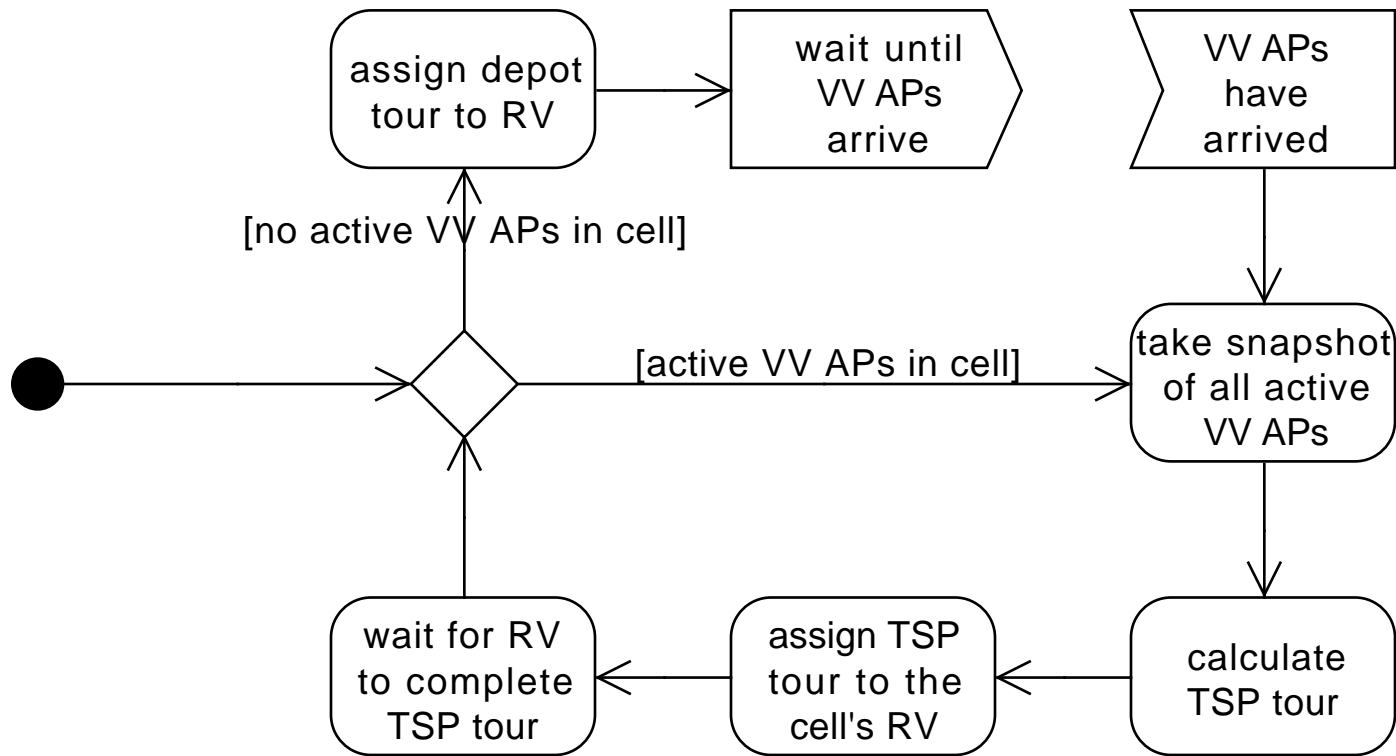 assign depot
tour to RV
wait until
VV APs
arrive
VV APs
have
arrived
[no active VV APs in cell]
[active VV APs in cell]
take snapshot
of all active
VV APs
wait for RV
to complete
TSP tour
assign TSP
tour to the
cell's RV
calculate
TSP tour